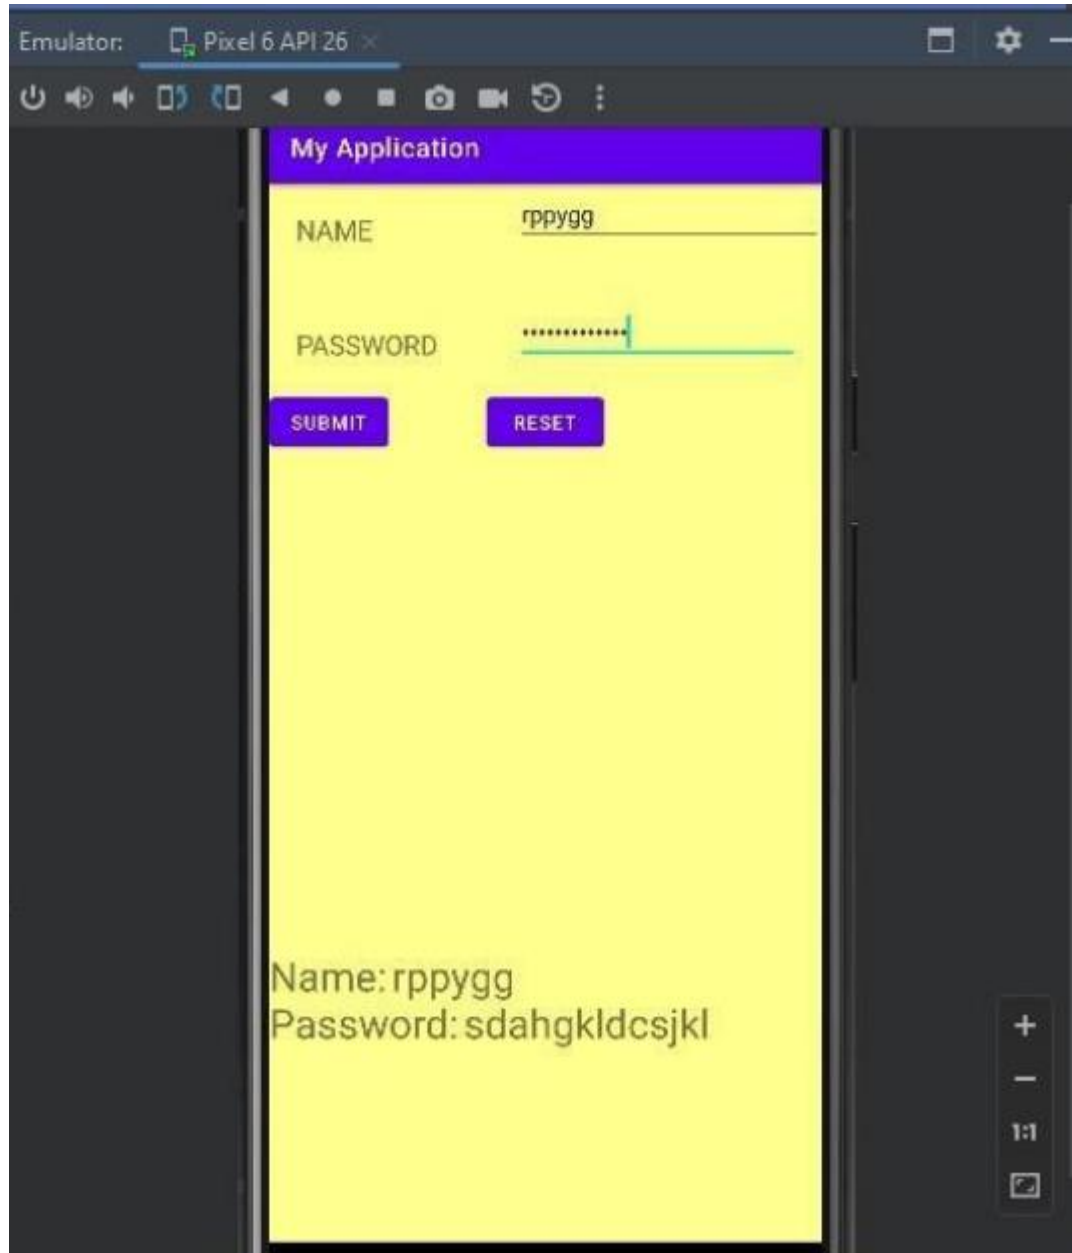 Emulator: Pixel 6 API 26
My Application
NAME rppygg
PASSWORD •••••••••••••
SUBMIT RESET
Name: rppygg
Password: sdahgkldcsjkl
1:1